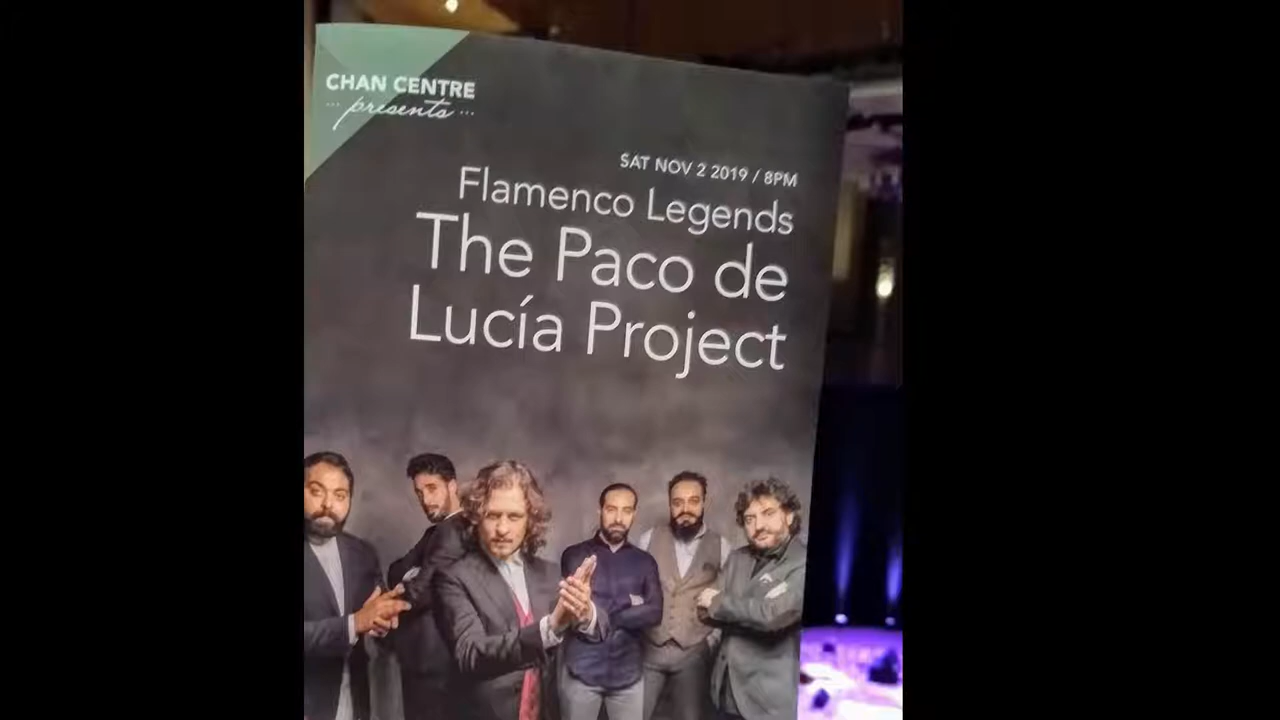 CHAN CENTRE
... presents ...
SAT NOV 2 2019 / 8PM
Flamenco Legends
The Paco de
Lucía Project